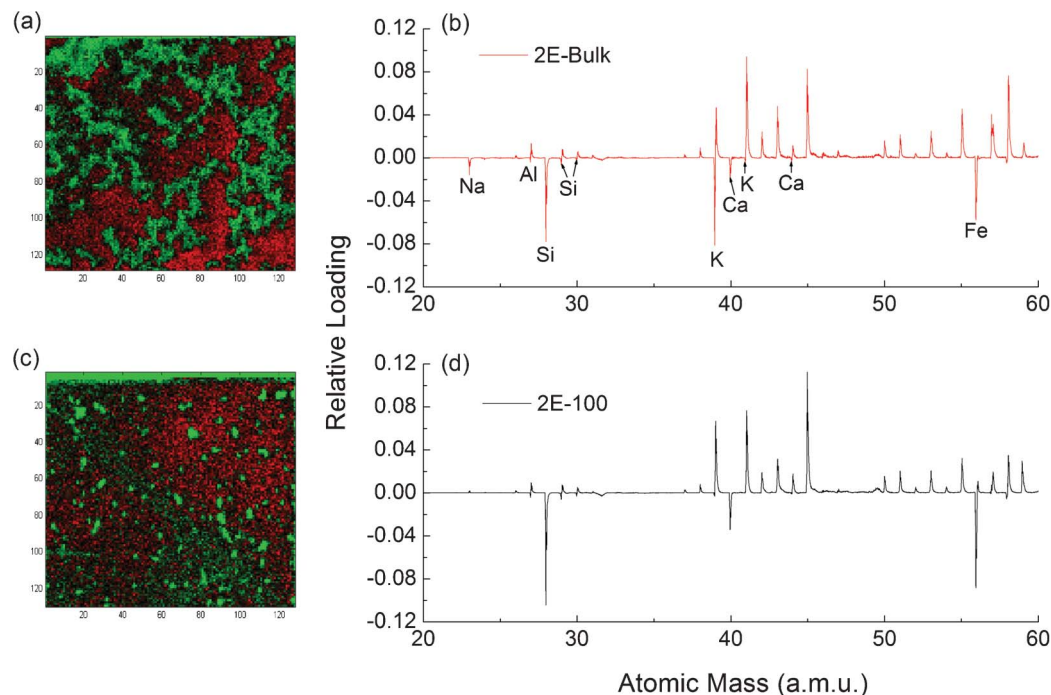 (a)
20
40
60
80
100
120
20 40 60 80 100 120
(b)
2E-Bulk
0.12
0.08
0.04
0.00
-0.04
-0.08
-0.12
Na
Al
Si
Si
K
Ca
K
Ca
Fe
20 30 40 50 60
Relative Loading
(c)
20
40
60
80
100
120
20 40 60 80 100 120
(d)
2E-100
0.12
0.08
0.04
0.00
-0.04
-0.08
-0.12
20 30 40 50 60
Atomic Mass (a.m.u.)